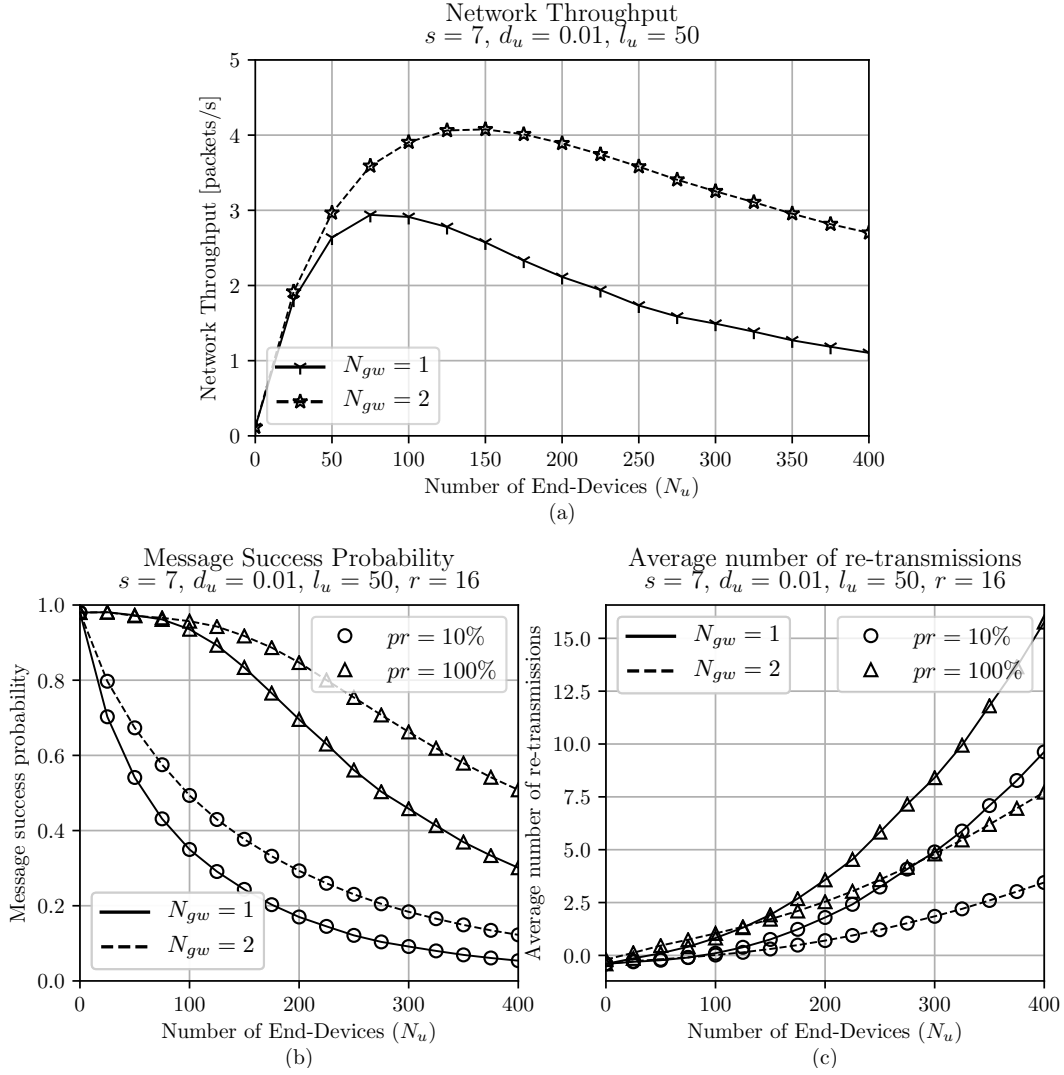 Network Throughput
s = 7, d_u = 0.01, l_u = 50
Network Throughput [packets/s]
5
4
3
2
1
0
N_gw = 1
N_gw = 2
0 50 100 150 200 250 300 350 400
Number of End-Devices (N_u)
(a)
Message Success Probability
s = 7, d_u = 0.01, l_u = 50, r = 16
Message success probability
1.0
0.8
0.6
0.4
0.2
0.0
pr = 10%
pr = 100%
N_gw = 1
N_gw = 2
0 100 200 300 400
Number of End-Devices (N_u)
(b)
Average number of re-transmissions
s = 7, d_u = 0.01, l_u = 50, r = 16
Average number of re-transmissions
15.0
12.5
10.0
7.5
5.0
2.5
0.0
N_gw = 1
N_gw = 2
pr = 10%
pr = 100%
0 100 200 300 400
Number of End-Devices (N_u)
(c)